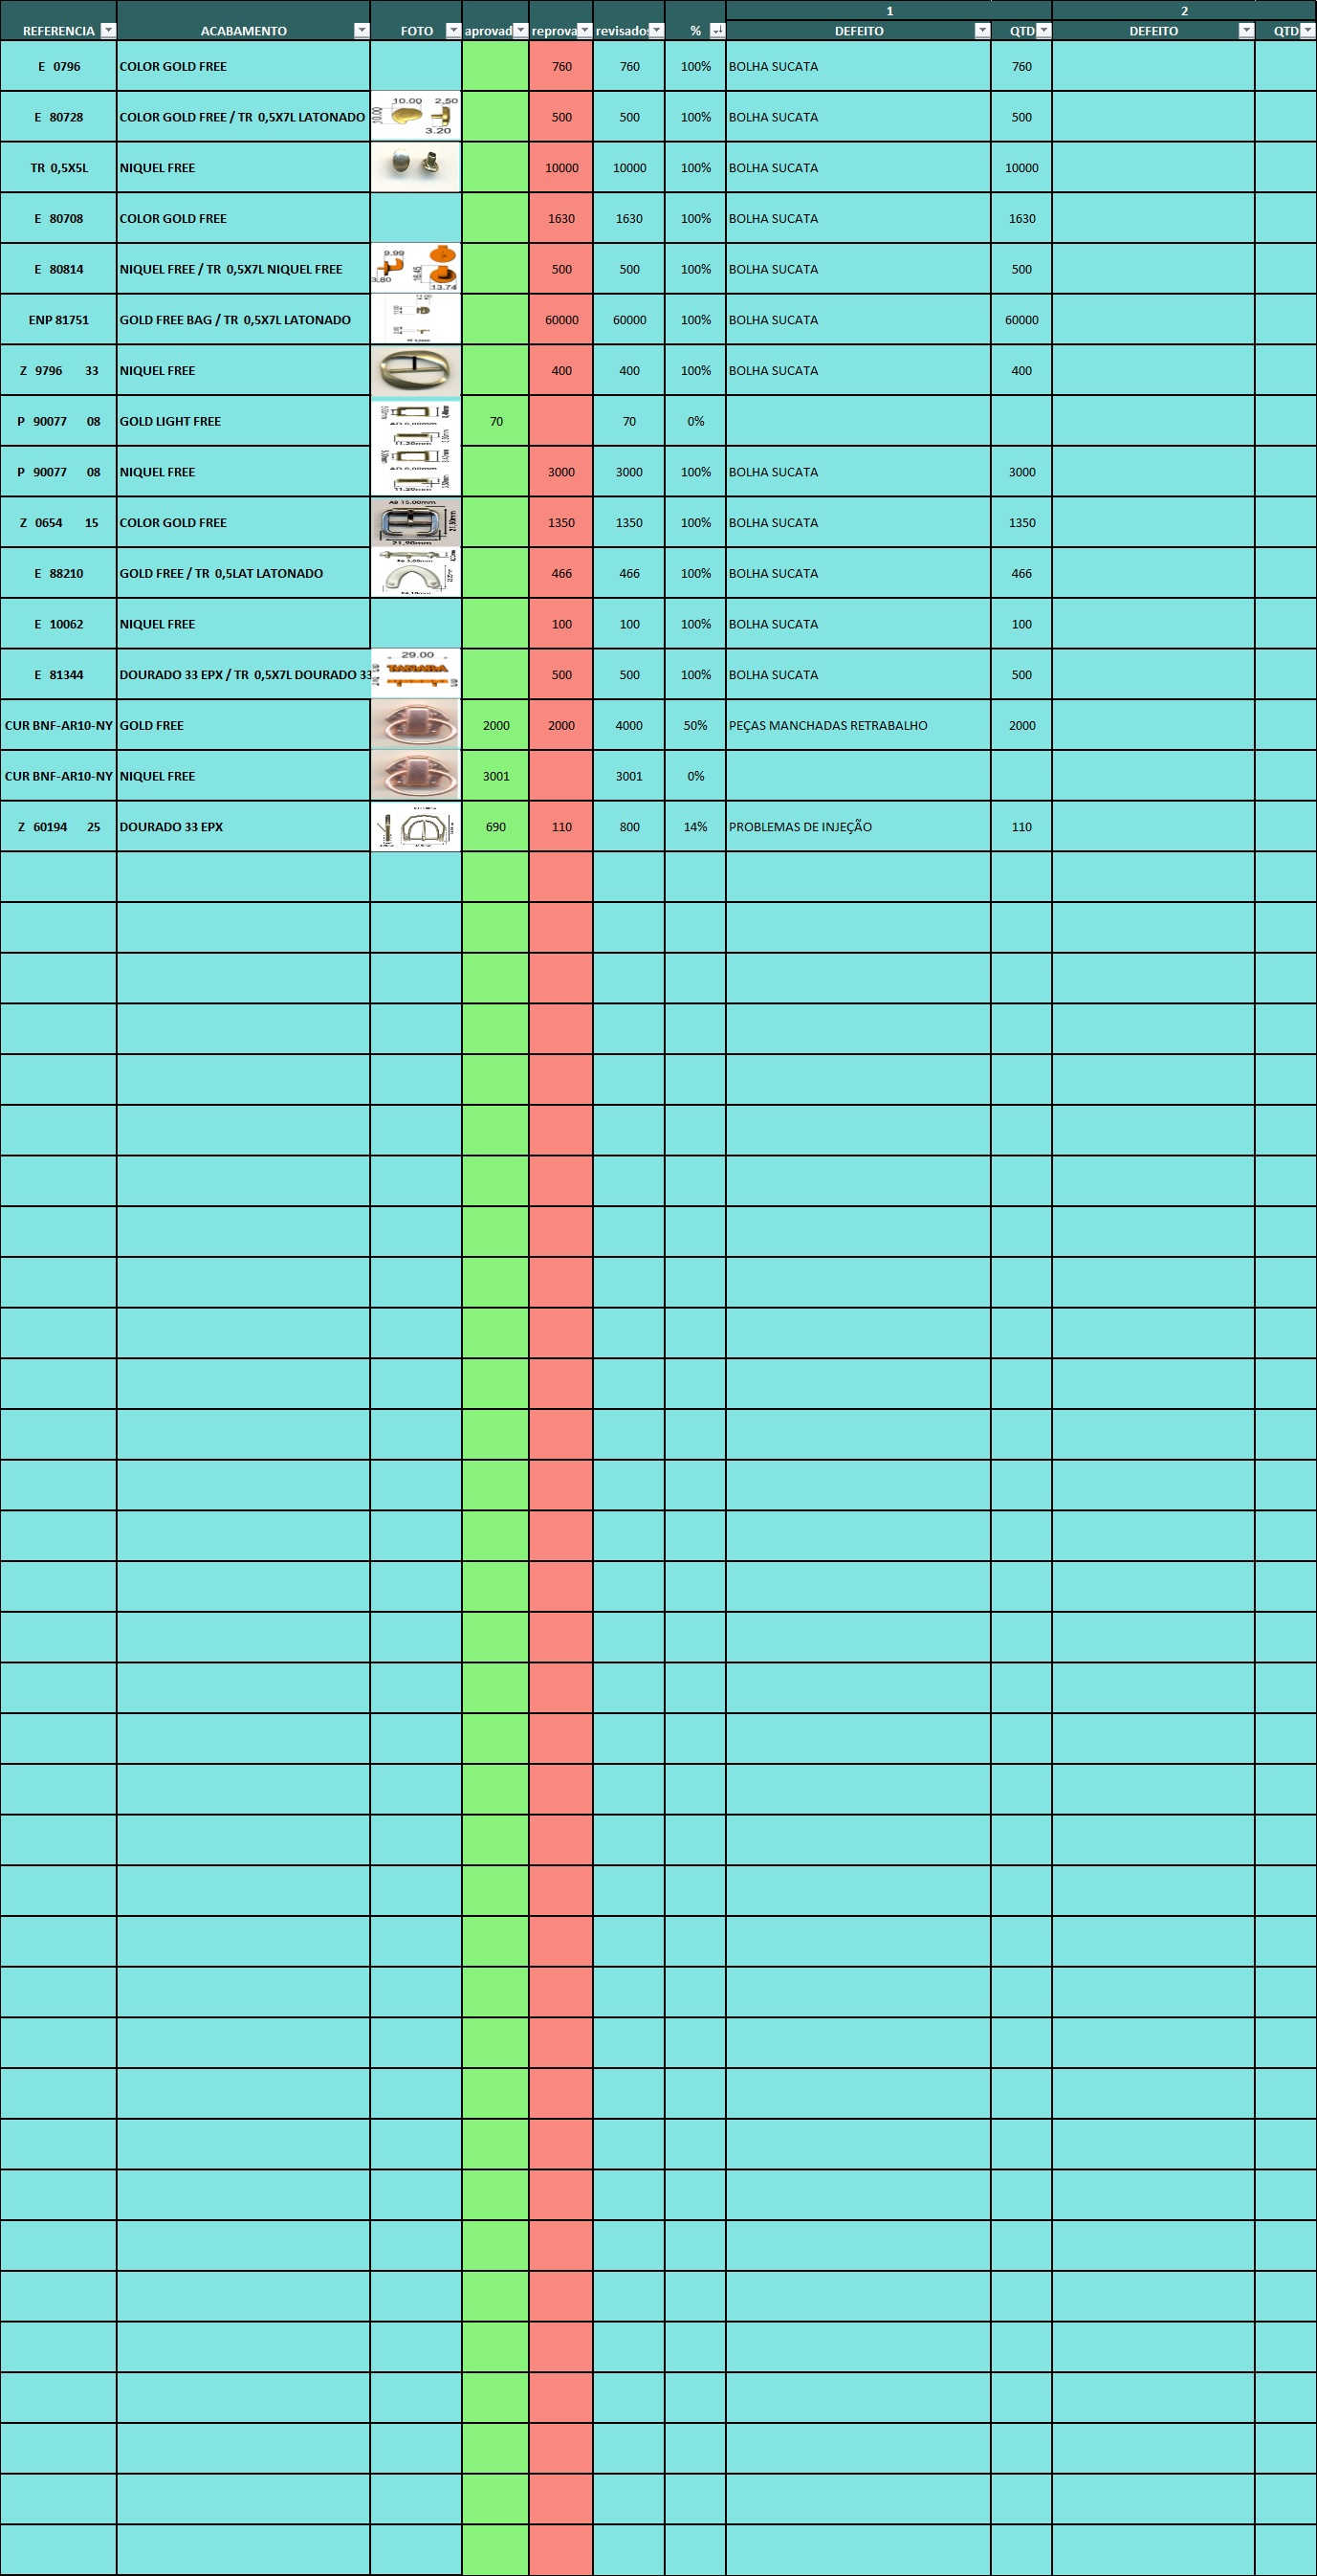 1 2
REFERENCIA ACABAMENTO FOTO aprovad reprova revisados % DEFEITO QTD DEFEITO QTD
E 0796 COLOR GOLD FREE 760 760 100% BOLHA SUCATA 760
E 80728 COLOR GOLD FREE / TR 0,5X7L LATONADO 10.00 2.50 10.00 3.20 500 500 100% BOLHA SUCATA 500
TR 0,5X5L NIQUEL FREE 10000 10000 100% BOLHA SUCATA 10000
E 80708 COLOR GOLD FREE 1630 1630 100% BOLHA SUCATA 1630
E 80814 NIQUEL FREE / TR 0,5X7L NIQUEL FREE 9.99 3.80 16.45 13.74 500 500 100% BOLHA SUCATA 500
ENP 81751 GOLD FREE BAG / TR 0,5X7L LATONADO 60000 60000 100% BOLHA SUCATA 60000
Z 9796 33 NIQUEL FREE 400 400 100% BOLHA SUCATA 400
P 90077 08 GOLD LIGHT FREE 70 70 0%
P 90077 08 NIQUEL FREE 3000 3000 100% BOLHA SUCATA 3000
Z 0654 15 COLOR GOLD FREE AB 15.00mm 21.90mm 1350 1350 100% BOLHA SUCATA 1350
E 88210 GOLD FREE / TR 0,5LAT LATONADO 466 466 100% BOLHA SUCATA 466
E 10062 NIQUEL FREE 100 100 100% BOLHA SUCATA 100
E 81344 DOURADO 33 EPX / TR 0,5X7L DOURADO 33 29.00 500 500 100% BOLHA SUCATA 500
CUR BNF-AR10-NY GOLD FREE 2000 2000 4000 50% PEÇAS MANCHADAS RETRABALHO 2000
CUR BNF-AR10-NY NIQUEL FREE 3001 3001 0%
Z 60194 25 DOURADO 33 EPX 690 110 800 14% PROBLEMAS DE INJEÇÃO 110